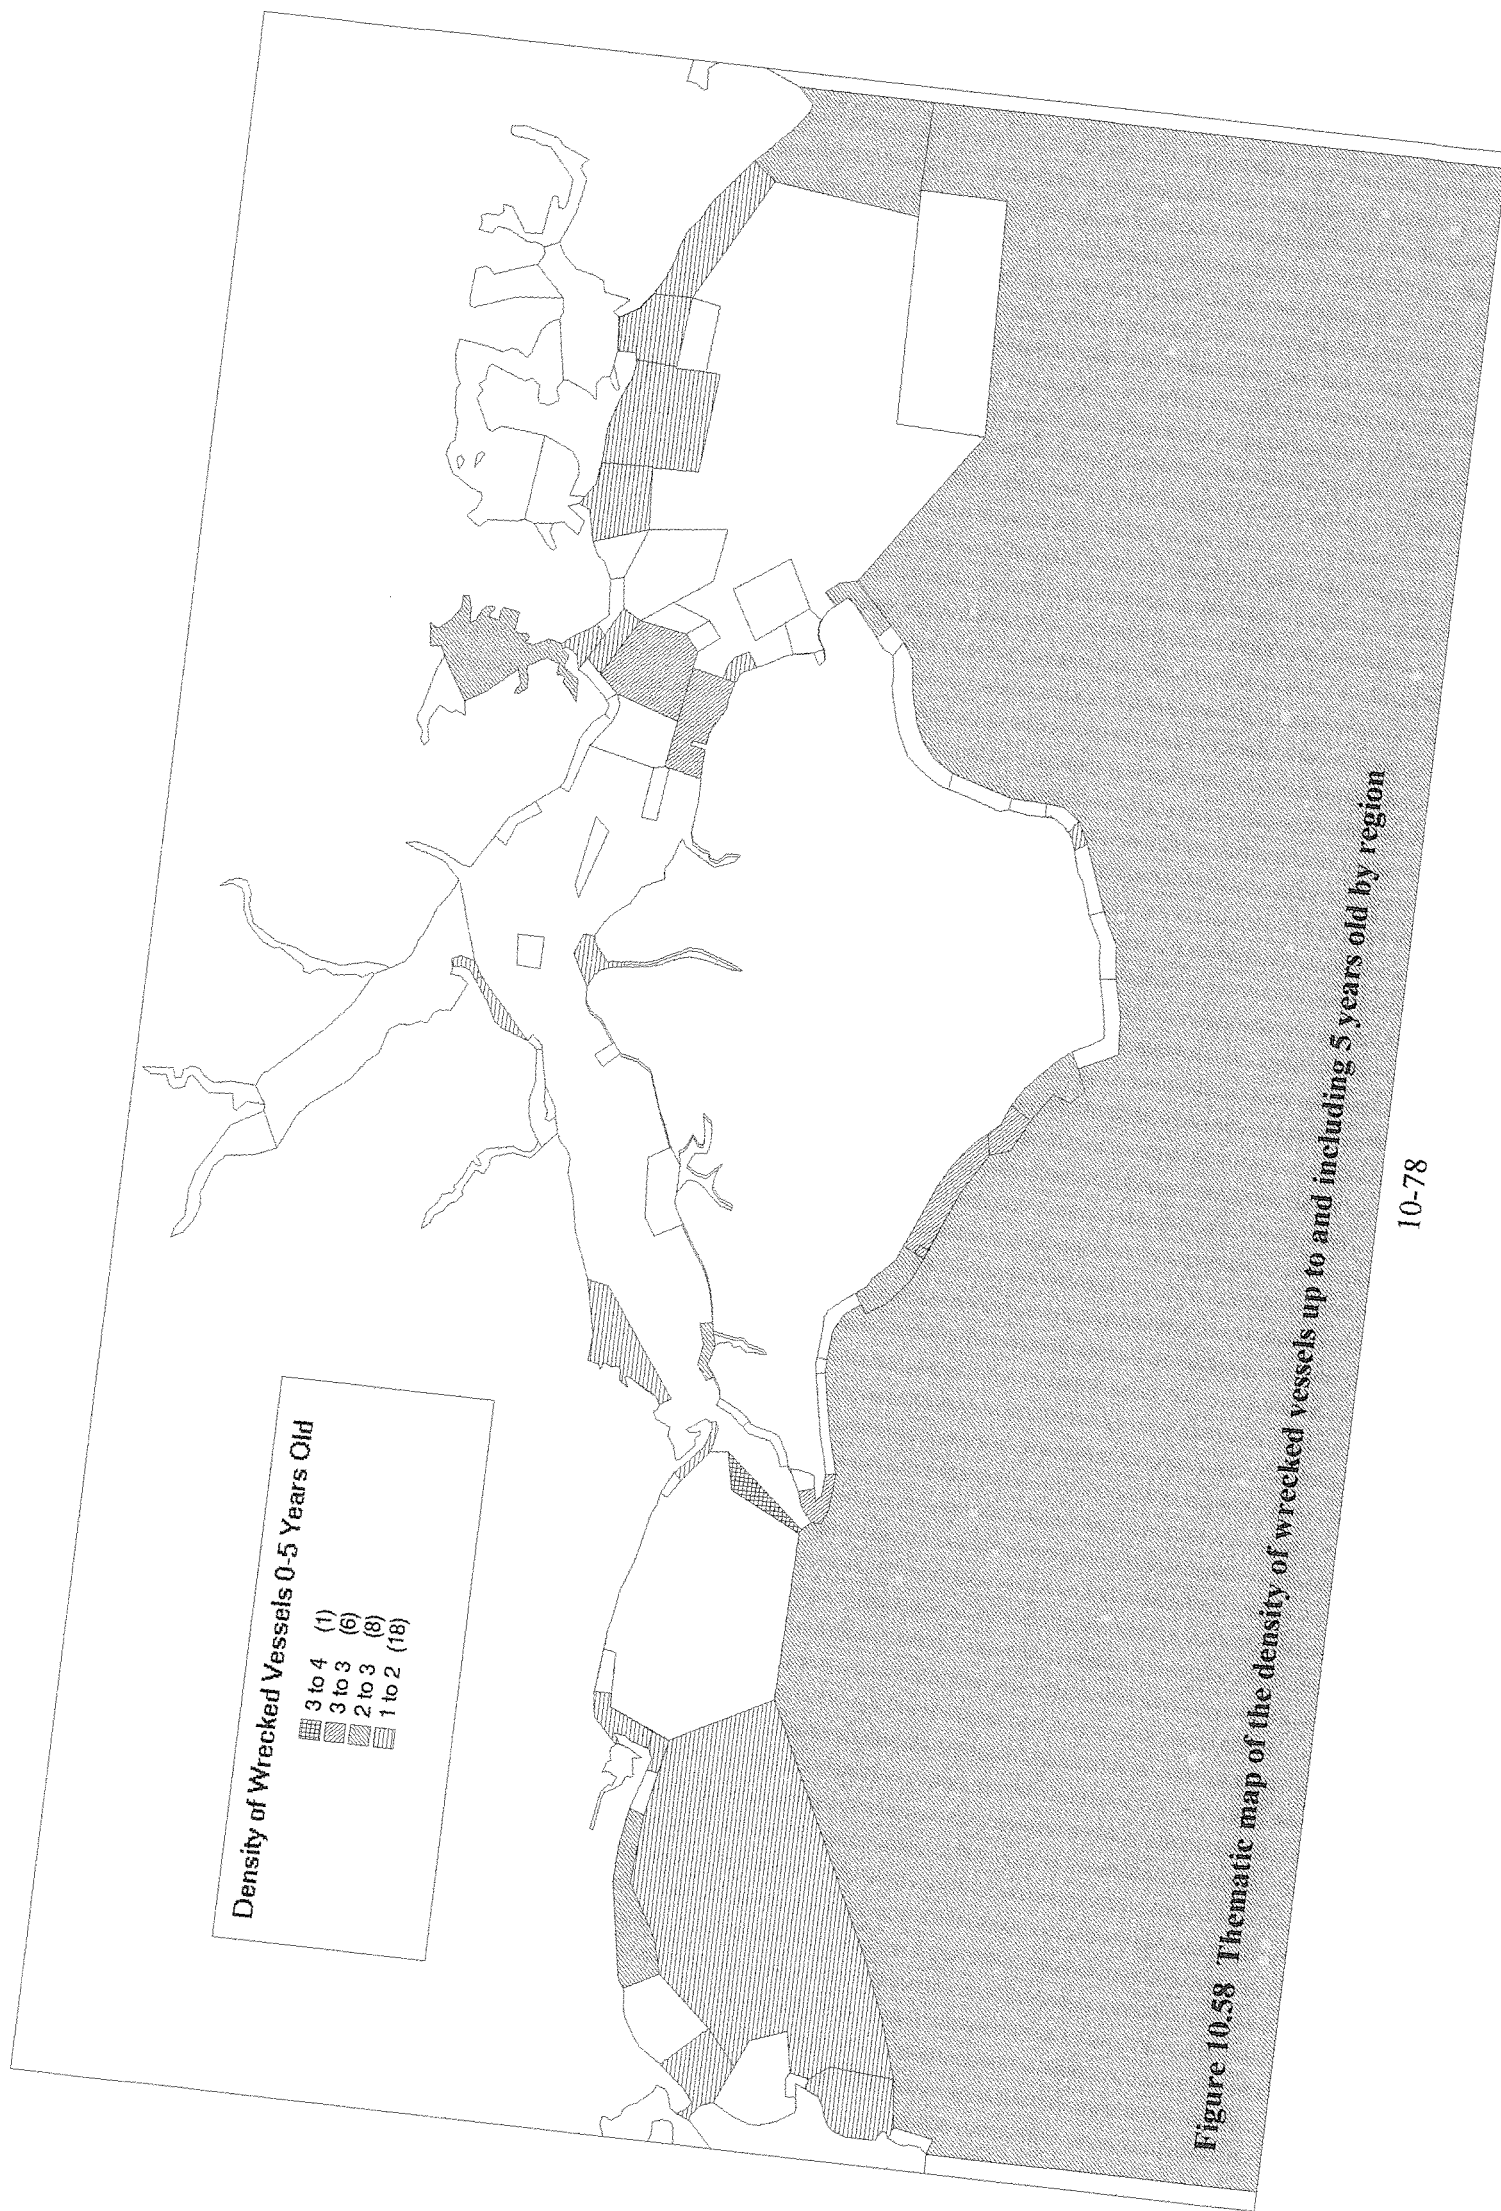 Density of Wrecked Vessels 0-5 Years Old
3 to 4 (1)
3 to 3 (6)
2 to 3 (8)
1 to 2 (18)
Figure 10.58 Thematic map of the density of wrecked vessels up to and including 5 years old by region
10-78